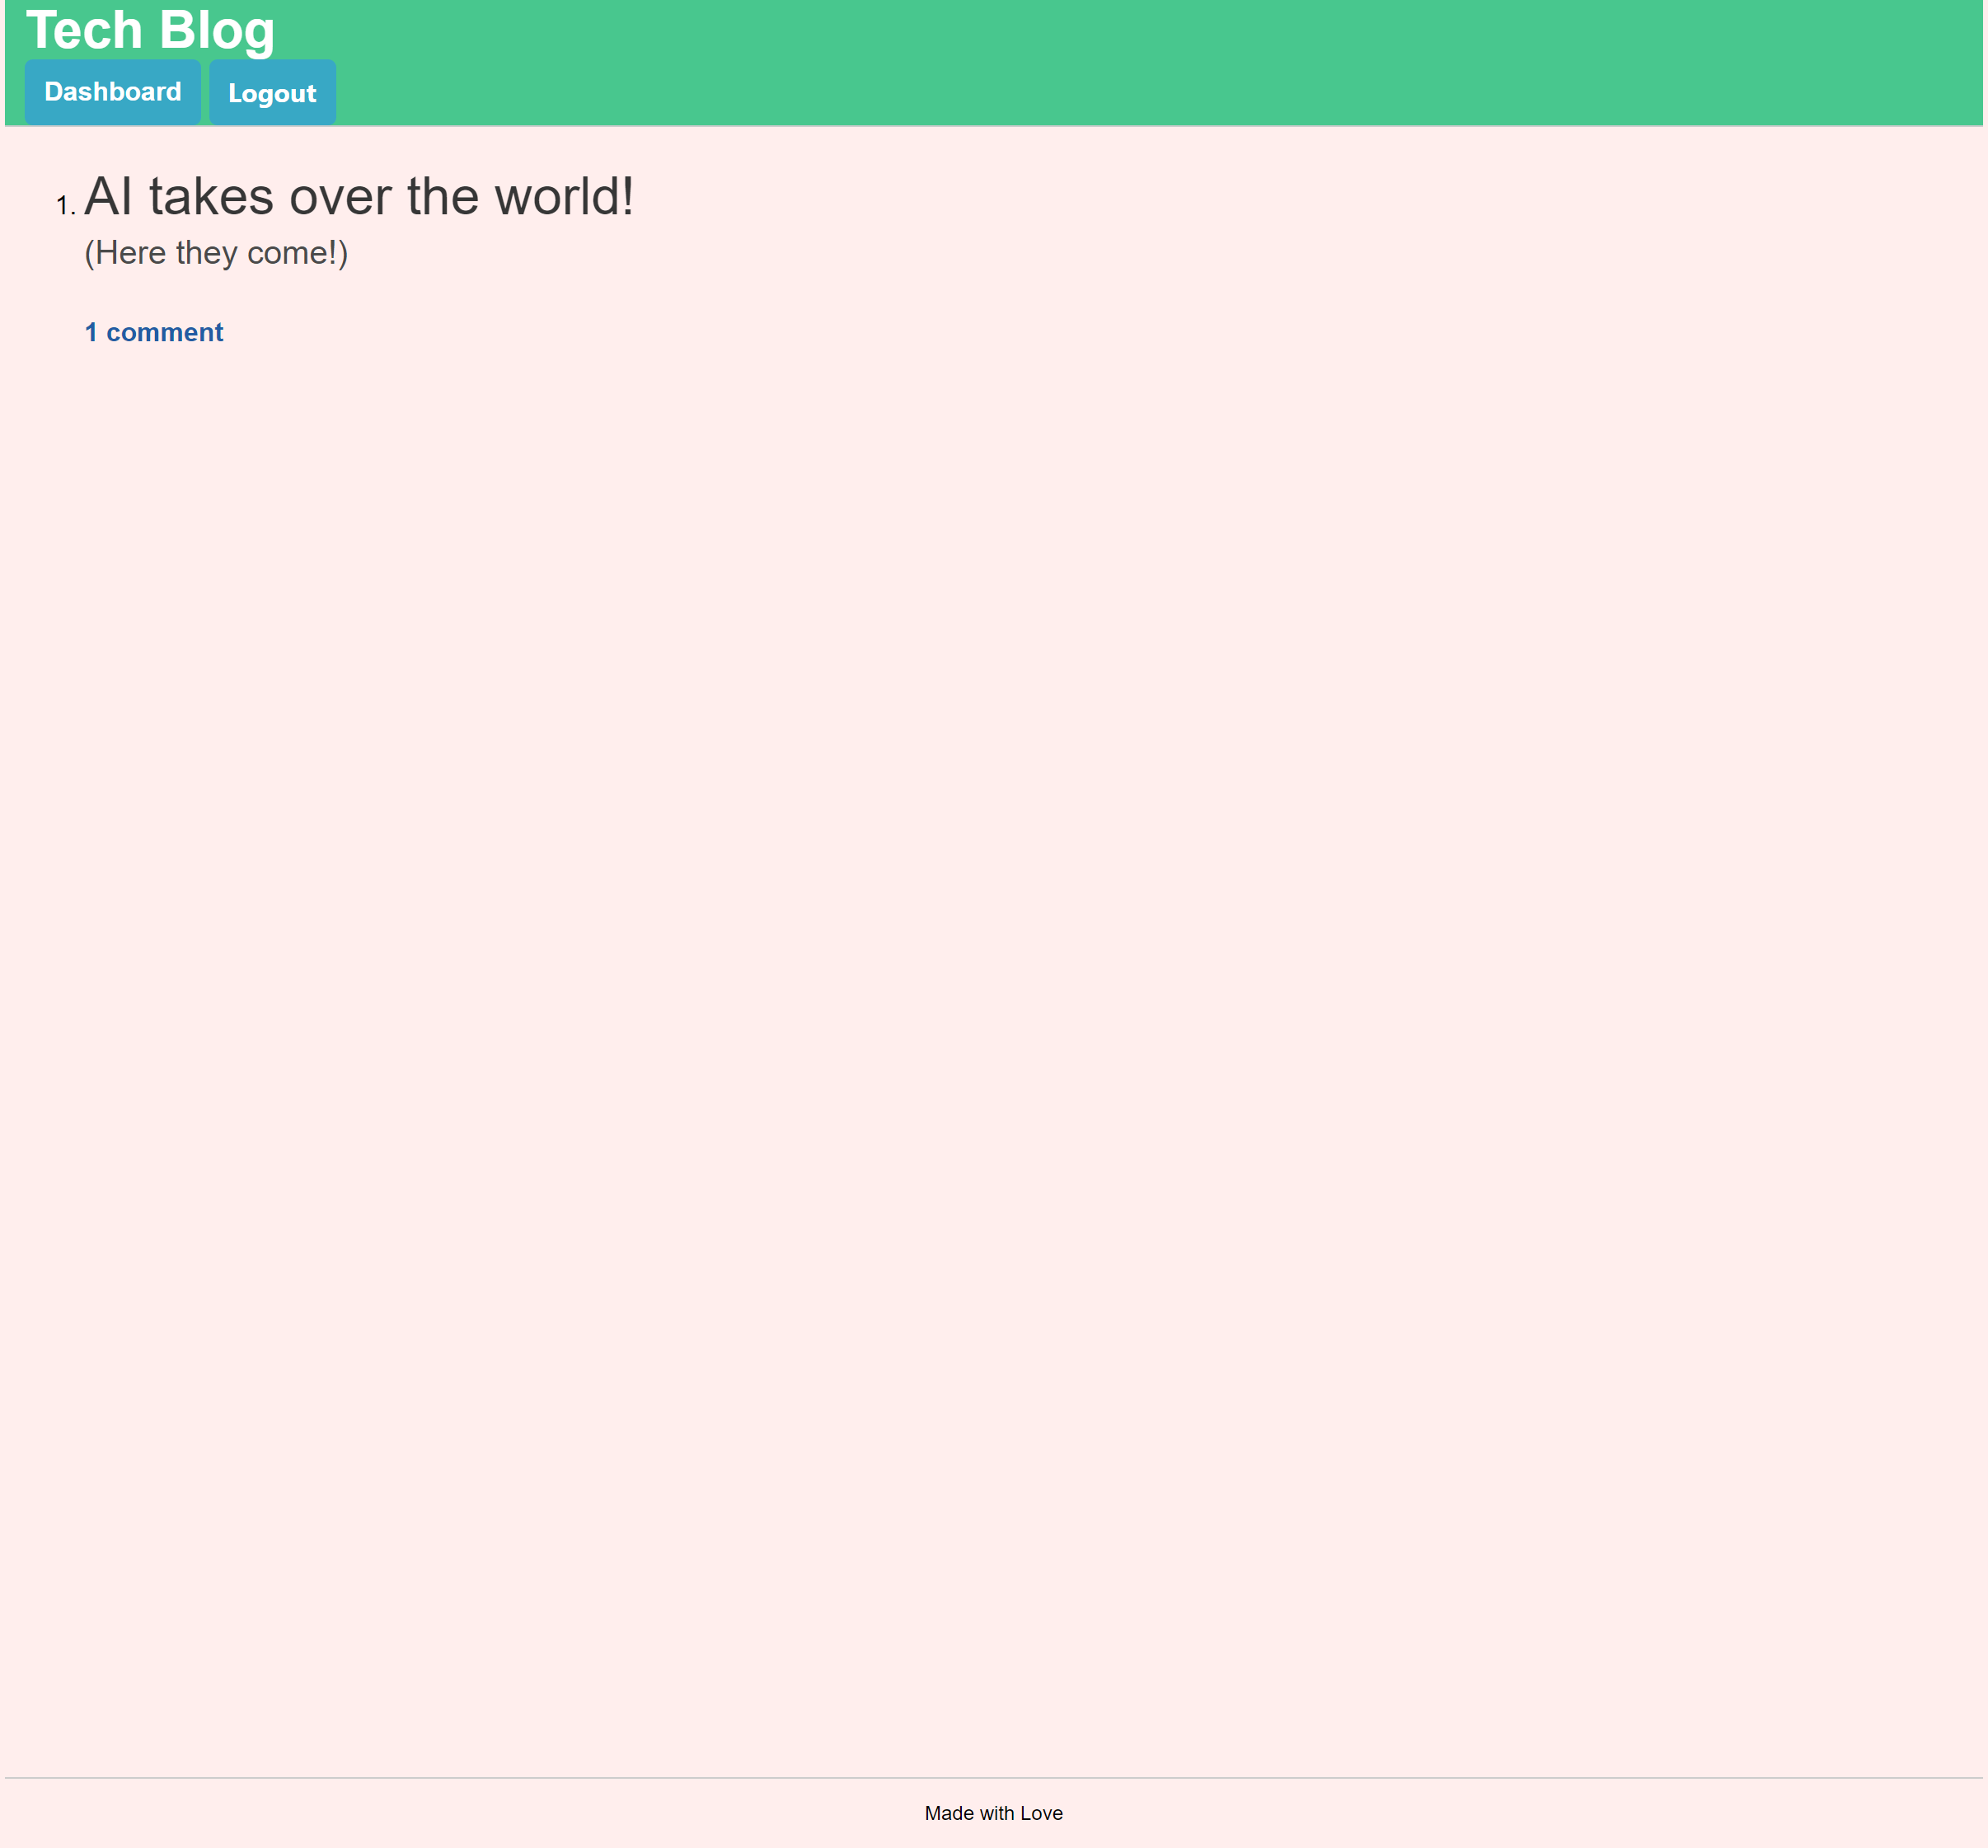 Tech Blog
Dashboard Logout
1. AI takes over the world!
(Here they come!)
1 comment
Made with Love